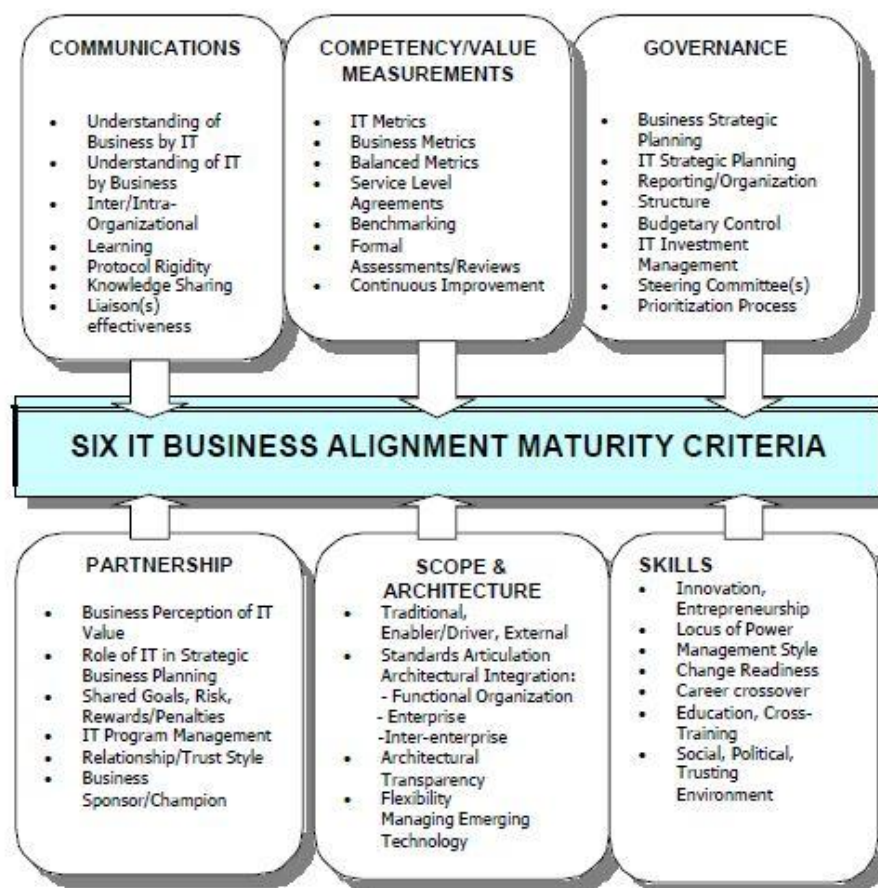 COMMUNICATIONS
• Understanding of
Business by IT
• Understanding of IT
by Business
• Inter/Intra-
Organizational
• Learning
• Protocol Rigidity
• Knowledge Sharing
• Liaison(s)
effectiveness
COMPETENCY/VALUE
MEASUREMENTS
• IT Metrics
• Business Metrics
• Balanced Metrics
• Service Level
Agreements
• Benchmarking
• Formal
Assessments/Reviews
• Continuous Improvement
GOVERNANCE
• Business Strategic
Planning
• IT Strategic Planning
• Reporting/Organization
• Structure
• Budgetary Control
• IT Investment
Management
• Steering Committee(s)
• Prioritization Process
SIX IT BUSINESS ALIGNMENT MATURITY CRITERIA
PARTNERSHIP
• Business Perception of IT
Value
• Role of IT in Strategic
Business Planning
• Shared Goals, Risk,
Rewards/Penalties
• IT Program Management
• Relationship/Trust Style
• Business
Sponsor/Champion
SCOPE &
ARCHITECTURE
• Traditional,
Enabler/Driver, External
• Standards Articulation
Architectural Integration:
- Functional Organization
- Enterprise
-Inter-enterprise
• Architectural
Transparency
• Flexibility
Managing Emerging
Technology
SKILLS
• Innovation,
Entrepreneurship
• Locus of Power
• Management Style
• Change Readiness
• Career crossover
• Education, Cross-
Training
• Social, Political,
Trusting
Environment